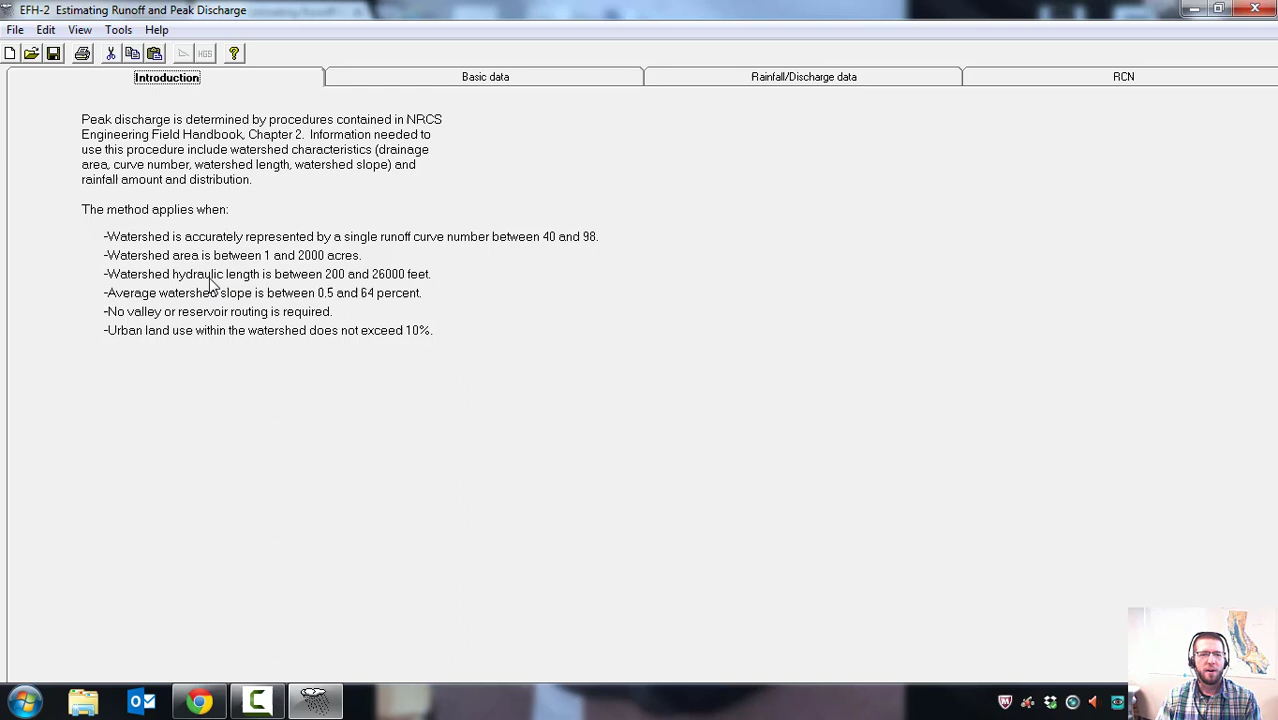 EFH-2 Estimating Runoff and Peak Discharge
File Edit View Tools Help
HGS
Introduction Basic data Rainfall/Discharge data RCN
Peak discharge is determined by procedures contained in NRCS
Engineering Field Handbook, Chapter 2. Information needed to
use this procedure include watershed characteristics (drainage
area, curve number, watershed length, watershed slope) and
rainfall amount and distribution.
The method applies when:
-Watershed is accurately represented by a single runoff curve number between 40 and 98.
-Watershed area is between 1 and 2000 acres.
-Watershed hydraulic length is between 200 and 26000 feet.
-Average watershed slope is between 0.5 and 64 percent.
-No valley or reservoir routing is required.
-Urban land use within the watershed does not exceed 10%.